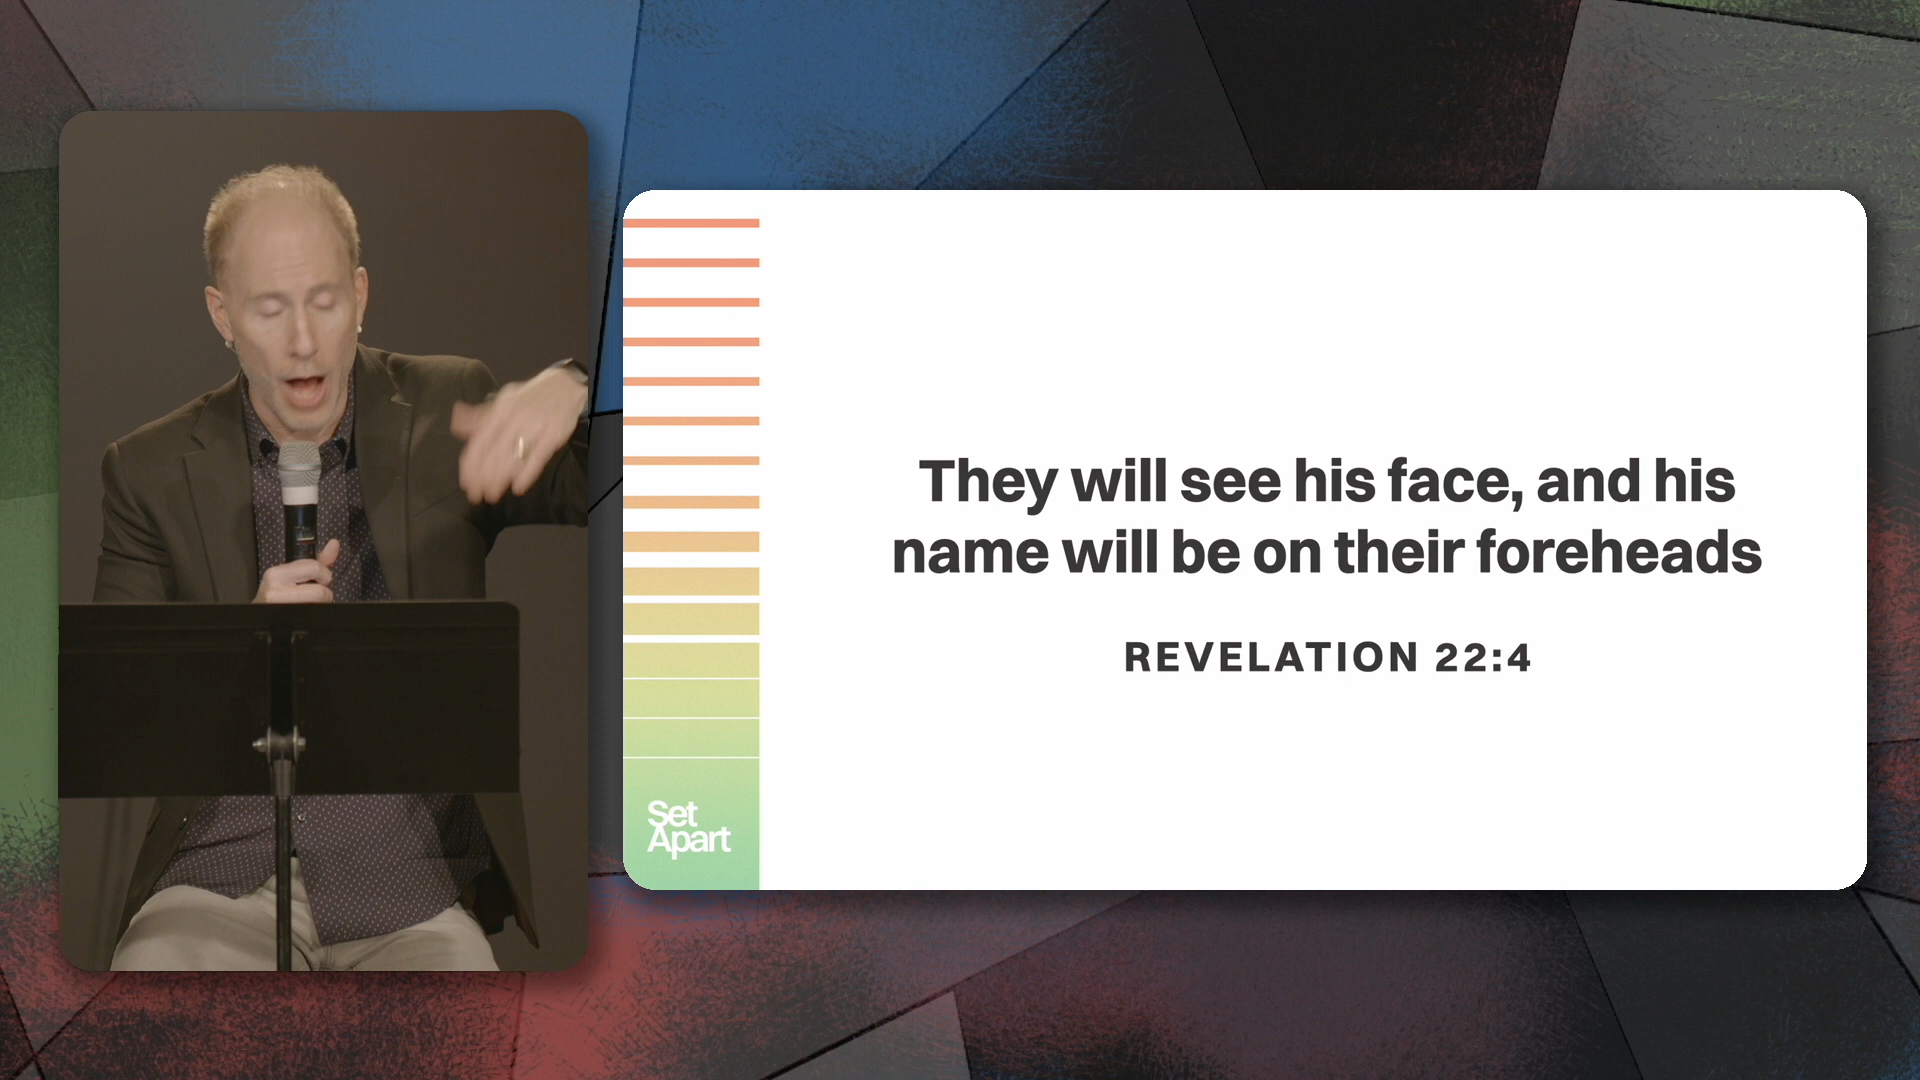 They will see his face, and his
name will be on their foreheads
REVELATION 22:4
Set
Apart